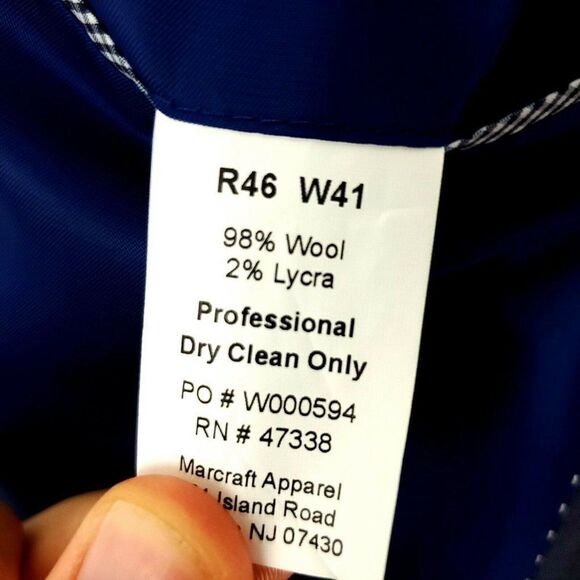 R46 W41
98% Wool
2% Lycra
Professional
Dry Clean Only
PO # W000594
RN # 47338
Marcraft Apparel
Island Road
NJ 07430